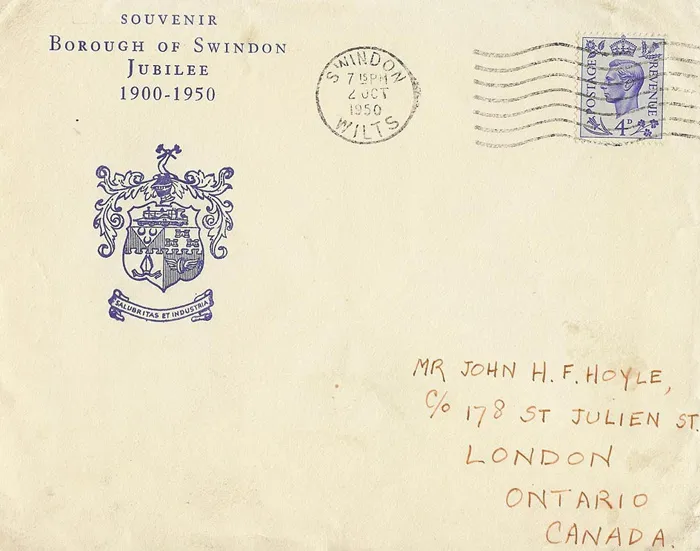 SOUVENIR
BOROUGH OF SWINDON
JUBILEE
1900-1950
SWINDON
7 15 PM
2 OCT
1950
WILTS
POSTAGE
REVENUE
4D
SALUBRITAS ET INDUSTRIA
MR JOHN H.F. HOYLE,
C/O 178 ST JULIEN ST.
LONDON
ONTARIO
CANADA.